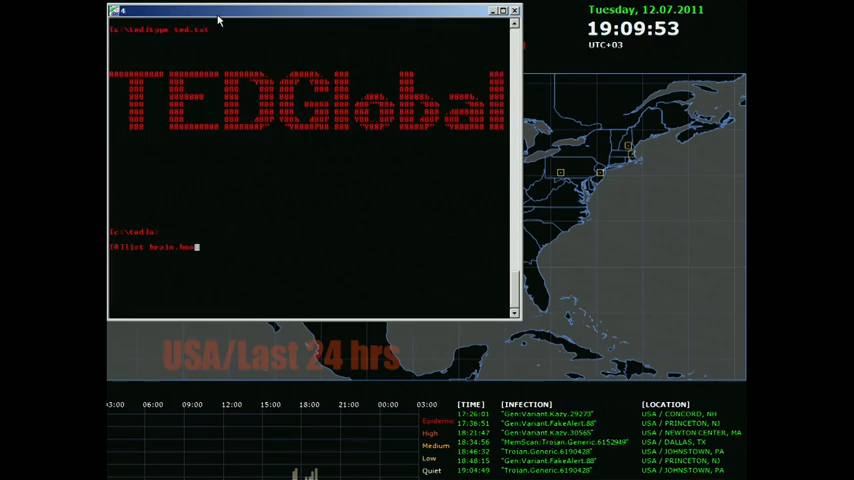 Tuesday, 12.07.2011
19:09:53
UTC+03
[c:\ted]type ted.txt
TEDGlobal
[c:\ted]a:
[A:]list brain.boo
USA/Last 24 hrs
03:00 06:00 09:00 12:00 15:00 18:00 21:00 00:00 03:00
Epidemic
High
Medium
Low
Quiet
[TIME] [INFECTION] [LOCATION]
17:26:01 "Gen:Variant.Kazy.29273" USA / CONCORD, NH
17:36:51 "Gen:Variant.FakeAlert.88" USA / PRINCETON, NJ
18:21:47 "Gen:Variant.Kazy.30565" USA / NEWTON CENTER, MA
18:34:56 "MemScan:Trojan.Generic.6152949" USA / DALLAS, TX
18:46:32 "Trojan.Generic.6190428" USA / JOHNSTOWN, PA
18:48:15 "Gen:Variant.FakeAlert.88" USA / PRINCETON, NJ
19:04:49 "Trojan.Generic.6190428" USA / JOHNSTOWN, PA